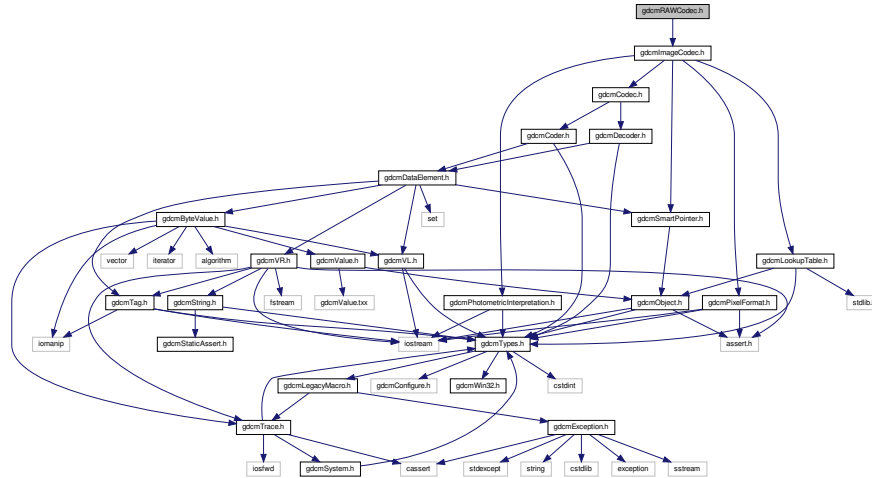 gdcmRAWCodec.h
gdcmImageCodec.h
gdcmCodec.h
gdcmCoder.h
gdcmDecoder.h
gdcmDataElement.h
gdcmByteValue.h
set
gdcmSmartPointer.h
vector
iterator
algorithm
gdcmVR.h
gdcmValue.h
gdcmVL.h
gdcmLookupTable.h
gdcmTag.h
gdcmString.h
fstream
gdcmValue.txx
gdcmPhotometricInterpretation.h
gdcmObject.h
gdcmPixelFormat.h
stdlib.h
iomanip
gdcmStaticAssert.h
iostream
gdcmTypes.h
assert.h
gdcmLegacyMacro.h
gdcmConfigure.h
gdcmWin32.h
cstdint
gdcmTrace.h
gdcmException.h
iosfwd
gdcmSystem.h
cassert
stdexcept
string
cstdlib
exception
sstream